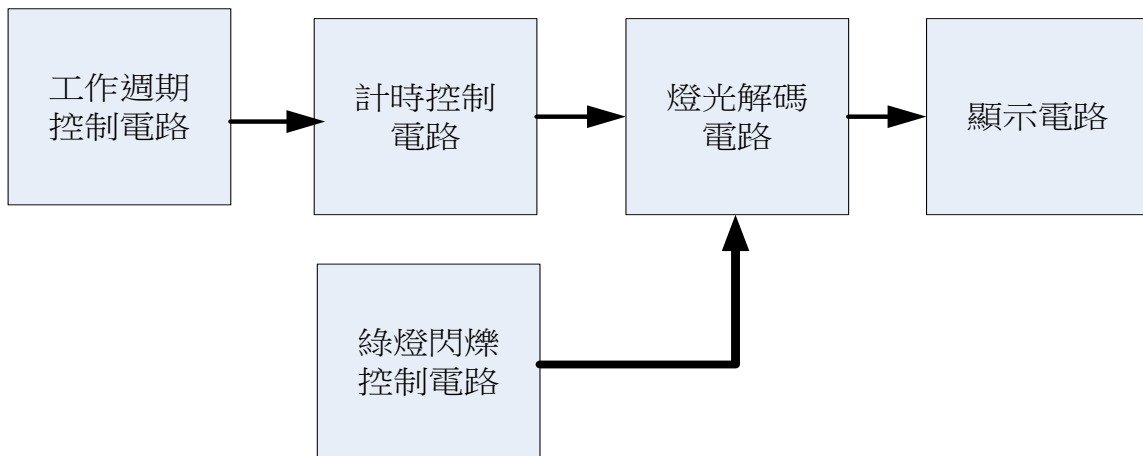 工作週期
控制電路
計時控制
電路
燈光解碼
電路
顯示電路
綠燈閃爍
控制電路